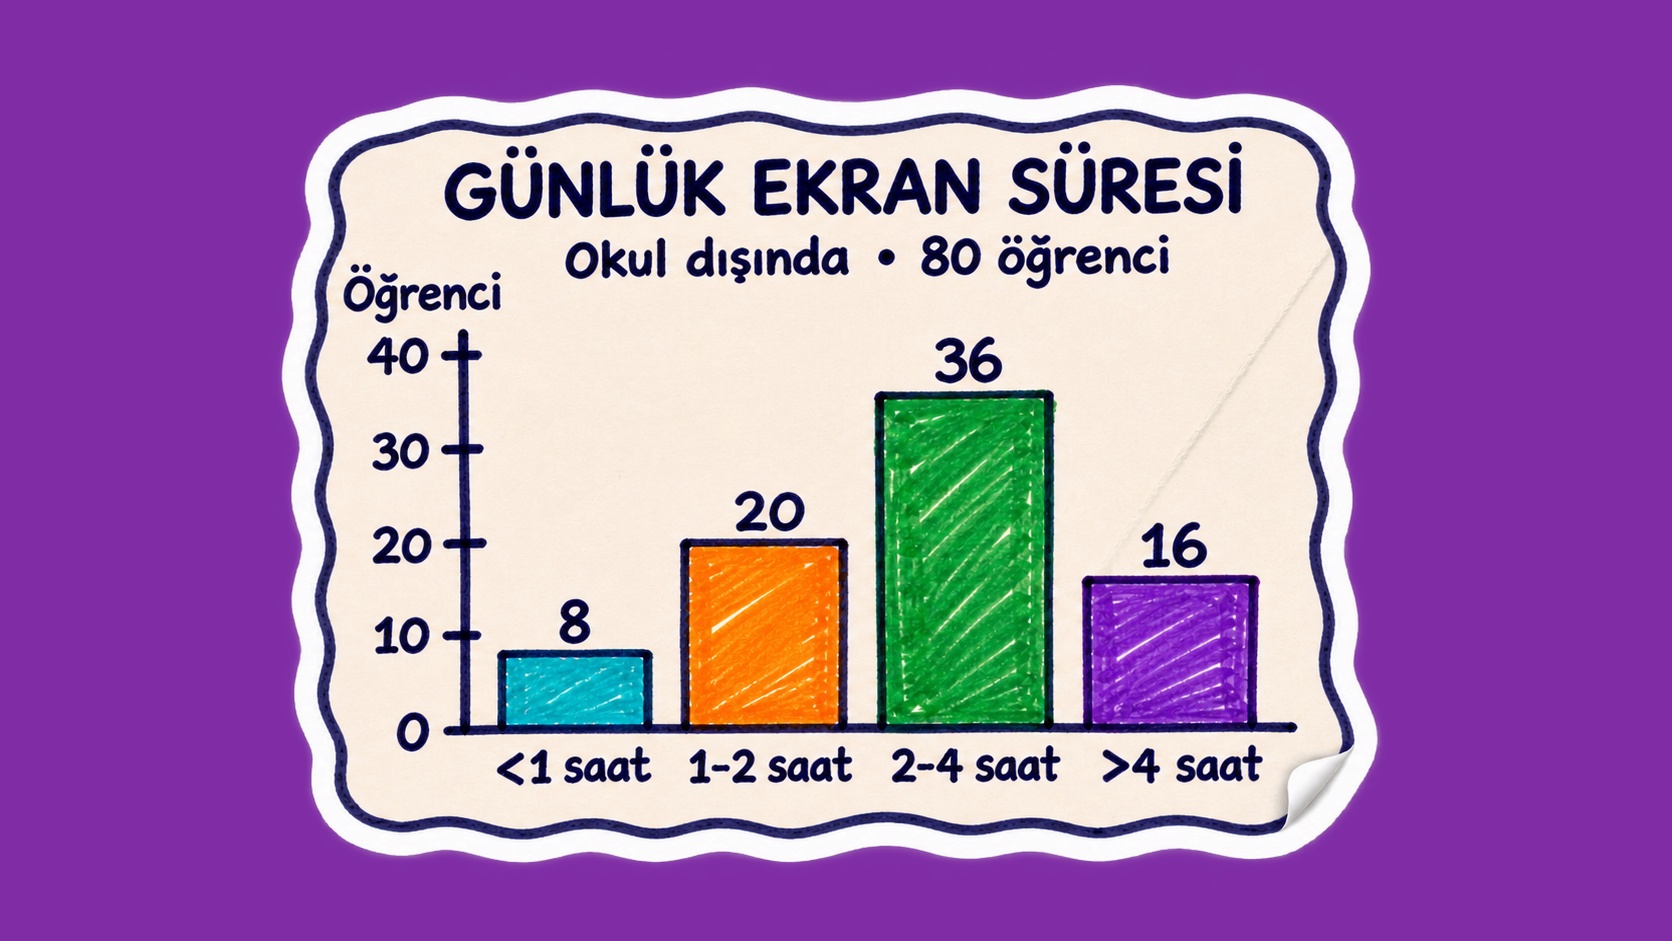 GÜNLÜK EKRAN SÜRESİ
Okul dışında • 80 öğrenci
Öğrenci
40
30
20
10
0
8
20
36
16
<1 saat
1-2 saat
2-4 saat
>4 saat